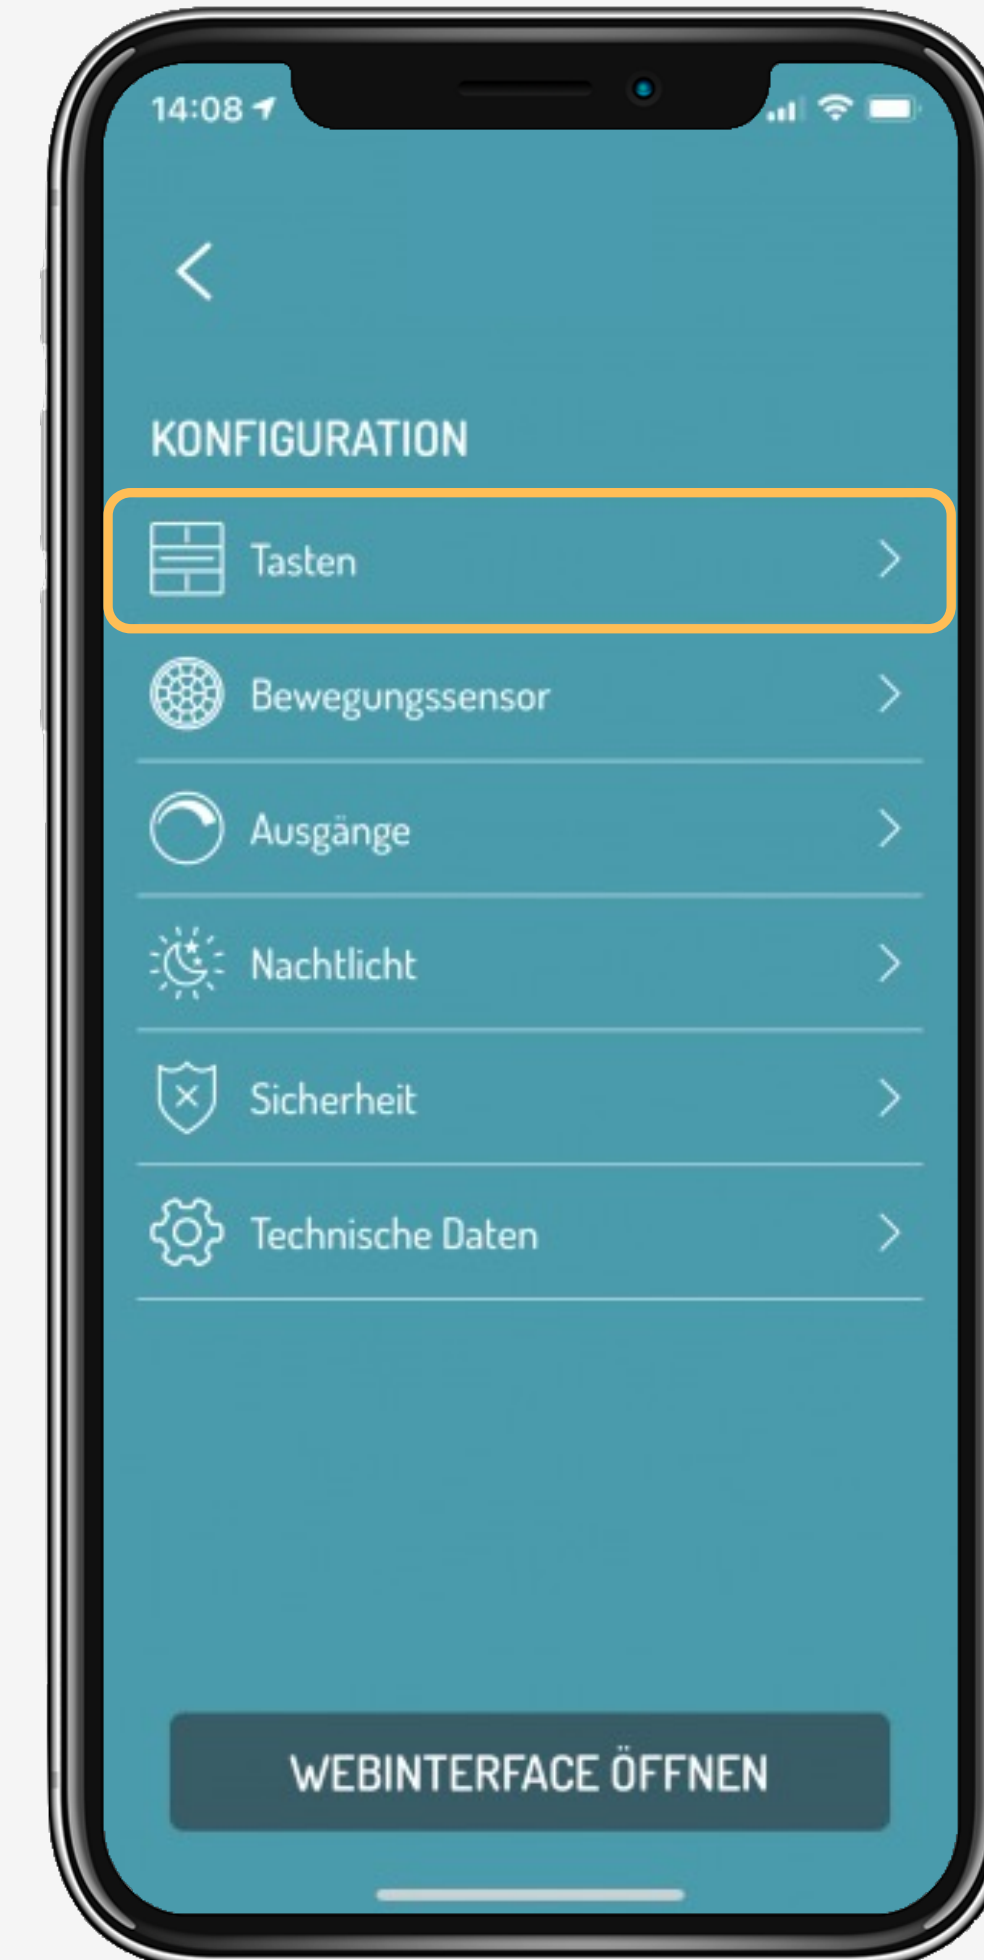 14:08
KONFIGURATION
Tasten
Bewegungssensor
Ausgänge
Nachtlicht
Sicherheit
Technische Daten
WEBINTERFACE ÖFFNEN